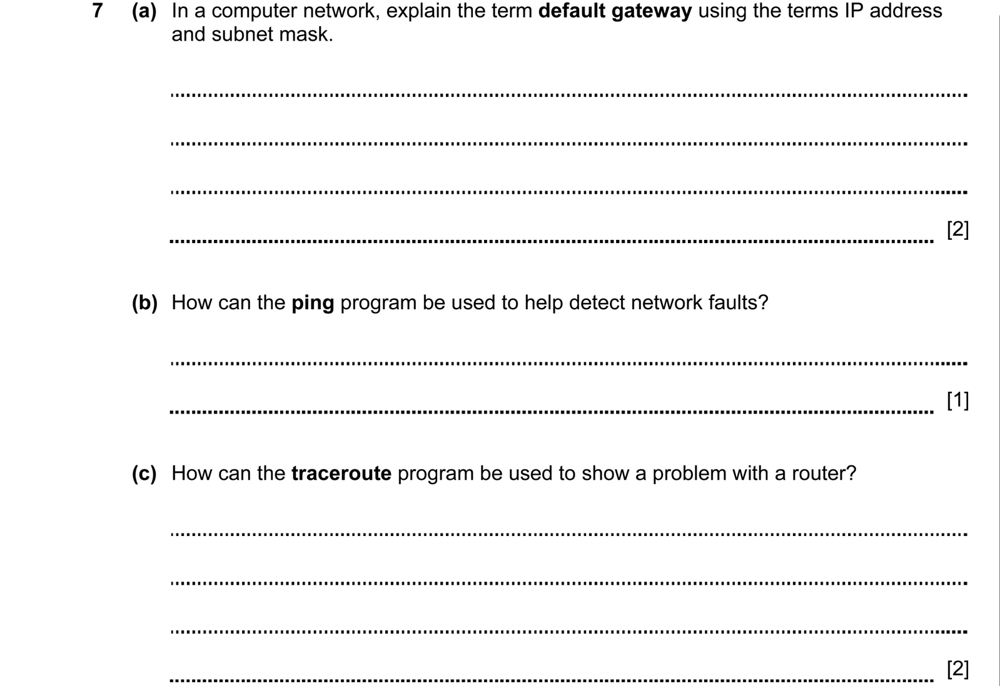 7 (a) In a computer network, explain the term default gateway using the terms IP address
and subnet mask.
[2]
(b) How can the ping program be used to help detect network faults?
[1]
(c) How can the traceroute program be used to show a problem with a router?
[2]